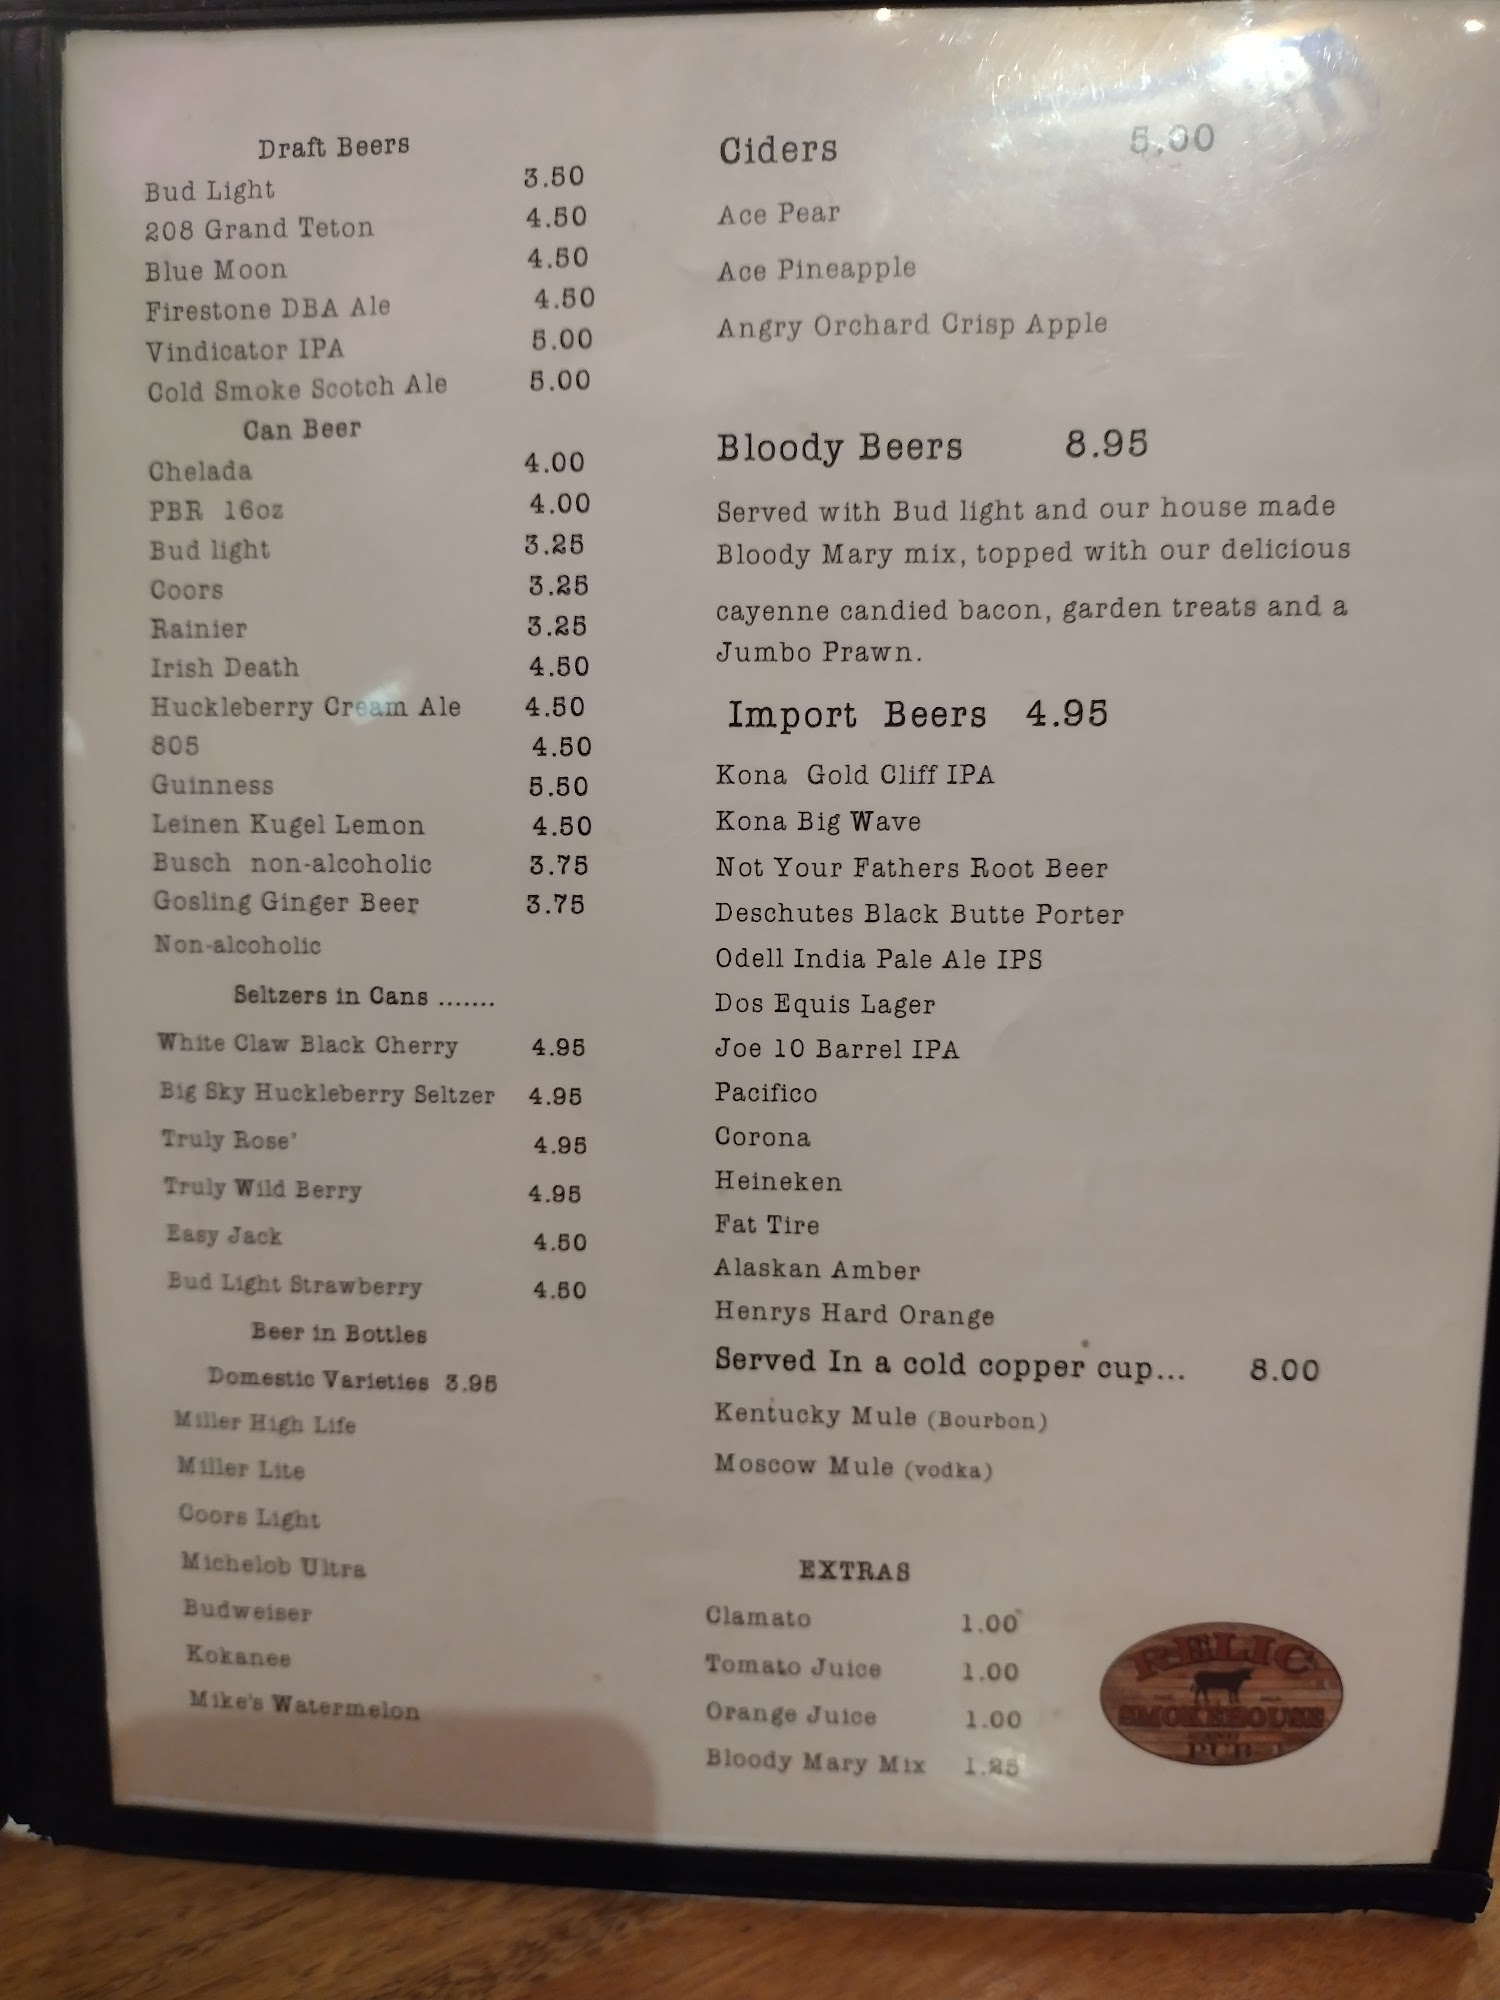 Draft Beers
Bud Light 3.50
208 Grand Teton 4.50
Blue Moon 4.50
Firestone DBA Ale 4.50
Vindicator IPA 5.00
Cold Smoke Scotch Ale 5.00
Can Beer
Chelada 4.00
PBR 16oz 4.00
Bud light 3.25
Coors 3.25
Rainier 3.25
Irish Death 4.50
Huckleberry Cream Ale 4.50
805 4.50
Guinness 5.50
Leinen Kugel Lemon 4.50
Busch non-alcoholic 3.75
Gosling Ginger Beer 3.75
Non-alcoholic
Seltzers in Cans .......
White Claw Black Cherry 4.95
Big Sky Huckleberry Seltzer 4.95
Truly Rose' 4.95
Truly Wild Berry 4.95
Easy Jack 4.50
Bud Light Strawberry 4.50
Beer in Bottles
Domestic Varieties 3.95
Miller High Life
Miller Lite
Coors Light
Michelob Ultra
Budweiser
Kokanee
Mike's Watermelon
Ciders 5.00
Ace Pear
Ace Pineapple
Angry Orchard Crisp Apple
Bloody Beers 8.95
Served with Bud light and our house made
Bloody Mary mix, topped with our delicious
cayenne candied bacon, garden treats and a
Jumbo Prawn.
Import Beers 4.95
Kona Gold Cliff IPA
Kona Big Wave
Not Your Fathers Root Beer
Deschutes Black Butte Porter
Odell India Pale Ale IPS
Dos Equis Lager
Joe 10 Barrel IPA
Pacifico
Corona
Heineken
Fat Tire
Alaskan Amber
Henrys Hard Orange
Served In a cold copper cup... 8.00
Kentucky Mule (Bourbon)
Moscow Mule (vodka)
EXTRAS
Clamato 1.00
Tomato Juice 1.00
Orange Juice 1.00
Bloody Mary Mix 1.25
RELIC
SMOKEHOUSE
PUB